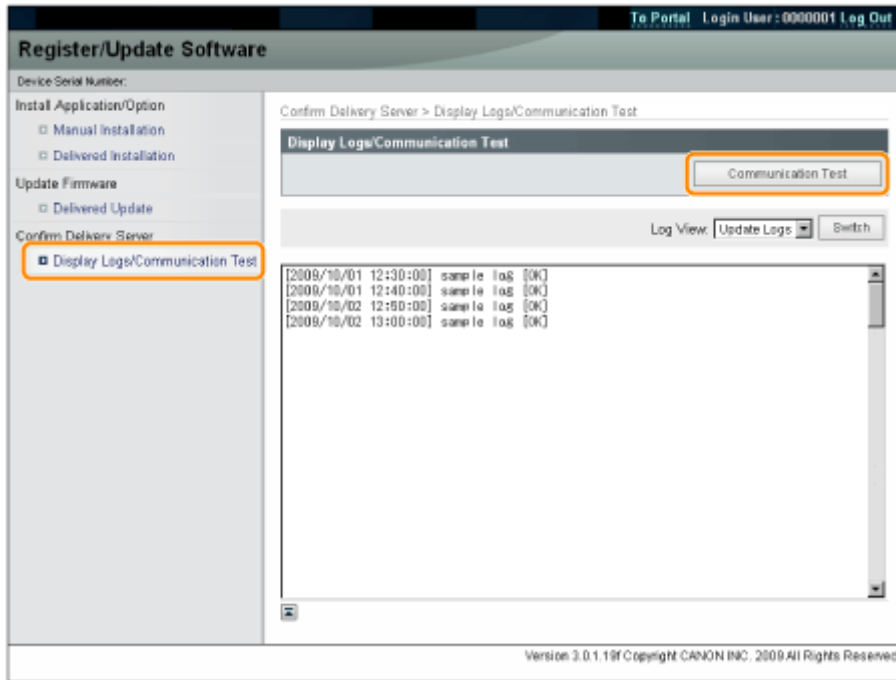 To Portal Login User : 0000001 Log Out
Register/Update Software
Device Serial Number:
Install Application/Option
Manual Installation
Delivered Installation
Update Firmware
Delivered Update
Confirm Delivery Server
Display Logs/Communication Test
Confirm Delivery Server > Display Logs/Communication Test
Display Logs/Communication Test
Communication Test
Log View: Update Logs Switch
[2009/10/01 12:30:00] sample log [OK]
[2009/10/01 12:40:00] sample log [OK]
[2009/10/02 12:50:00] sample log [OK]
[2009/10/02 13:00:00] sample log [OK]
Version 3.0.1.19f Copyright CANON INC. 2009 All Rights Reserved